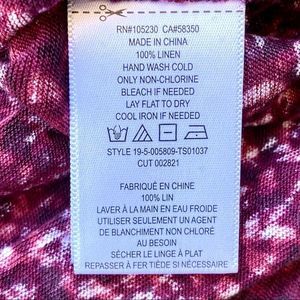 RN#105230 CA#58350
MADE IN CHINA
100% LINEN
HAND WASH COLD
ONLY NON-CHLORINE
BLEACH IF NEEDED
LAY FLAT TO DRY
COOL IRON IF NEEDED
STYLE 19-5-005809-TS01037
CUT 002821
FABRIQUÉ EN CHINE
100% LIN
LAVER À LA MAIN EN EAU FROIDE
UTILISER SEULEMENT UN AGENT
DE BLANCHIMENT NON CHLORÉ
AU BESOIN
SÉCHER LE LINGE À PLAT
REPASSER À FER TIÈDE SI NÉCESSAIRE